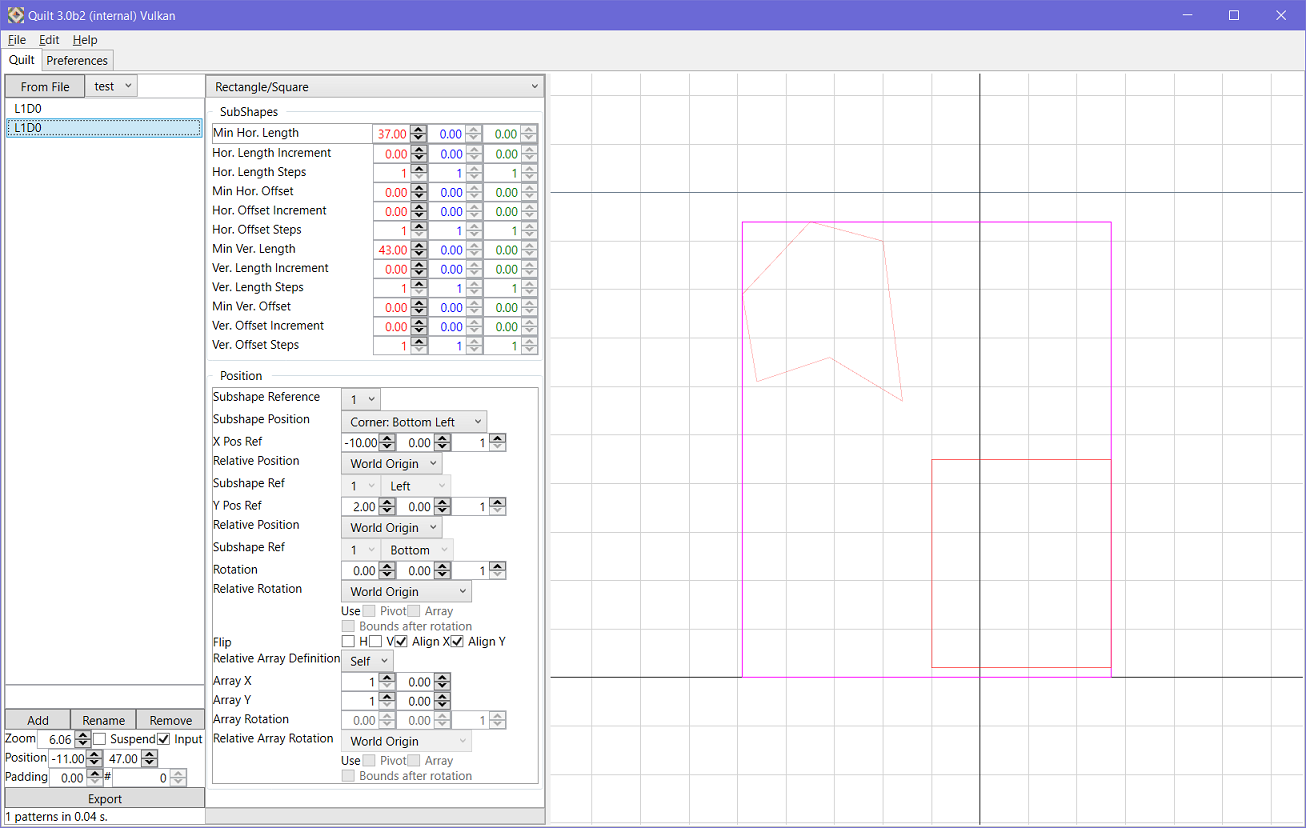 Quilt 3.0b2 (internal) Vulkan
File Edit Help
Quilt Preferences
From File test
L1D0
L1D0
Add Rename Remove
Zoom 6.06 Suspend Input
Position -11.00 47.00
Padding 0.00 # 0
Export
1 patterns in 0.04 s.
Rectangle/Square
SubShapes
Min Hor. Length 37.00 0.00 0.00
Hor. Length Increment 0.00 0.00 0.00
Hor. Length Steps 1 1 1
Min Hor. Offset 0.00 0.00 0.00
Hor. Offset Increment 0.00 0.00 0.00
Hor. Offset Steps 1 1 1
Min Ver. Length 43.00 0.00 0.00
Ver. Length Increment 0.00 0.00 0.00
Ver. Length Steps 1 1 1
Min Ver. Offset 0.00 0.00 0.00
Ver. Offset Increment 0.00 0.00 0.00
Ver. Offset Steps 1 1 1
Position
Subshape Reference 1
Subshape Position Corner: Bottom Left
X Pos Ref -10.00 0.00 1
Relative Position World Origin
Subshape Ref 1 Left
Y Pos Ref 2.00 0.00 1
Relative Position World Origin
Subshape Ref 1 Bottom
Rotation 0.00 0.00 1
Relative Rotation World Origin
Use Pivot Array
Bounds after rotation
Flip H V Align X Align Y
Relative Array Definition Self
Array X 1 0.00
Array Y 1 0.00
Array Rotation 0.00 0.00 1
Relative Array Rotation World Origin
Use Pivot Array
Bounds after rotation